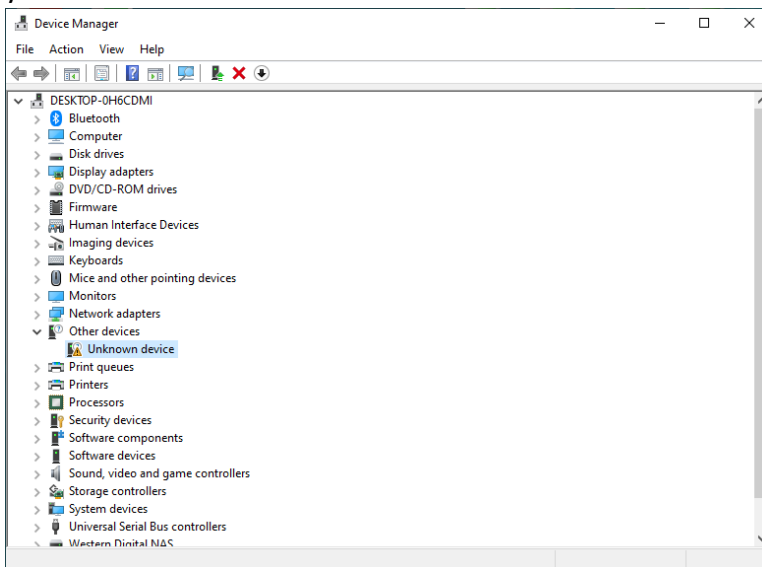 Device Manager
File Action View Help
DESKTOP-0H6CDMI
Bluetooth
Computer
Disk drives
Display adapters
DVD/CD-ROM drives
Firmware
Human Interface Devices
Imaging devices
Keyboards
Mice and other pointing devices
Monitors
Network adapters
Other devices
Unknown device
Print queues
Printers
Processors
Security devices
Software components
Software devices
Sound, video and game controllers
Storage controllers
System devices
Universal Serial Bus controllers
Western Digital NAS